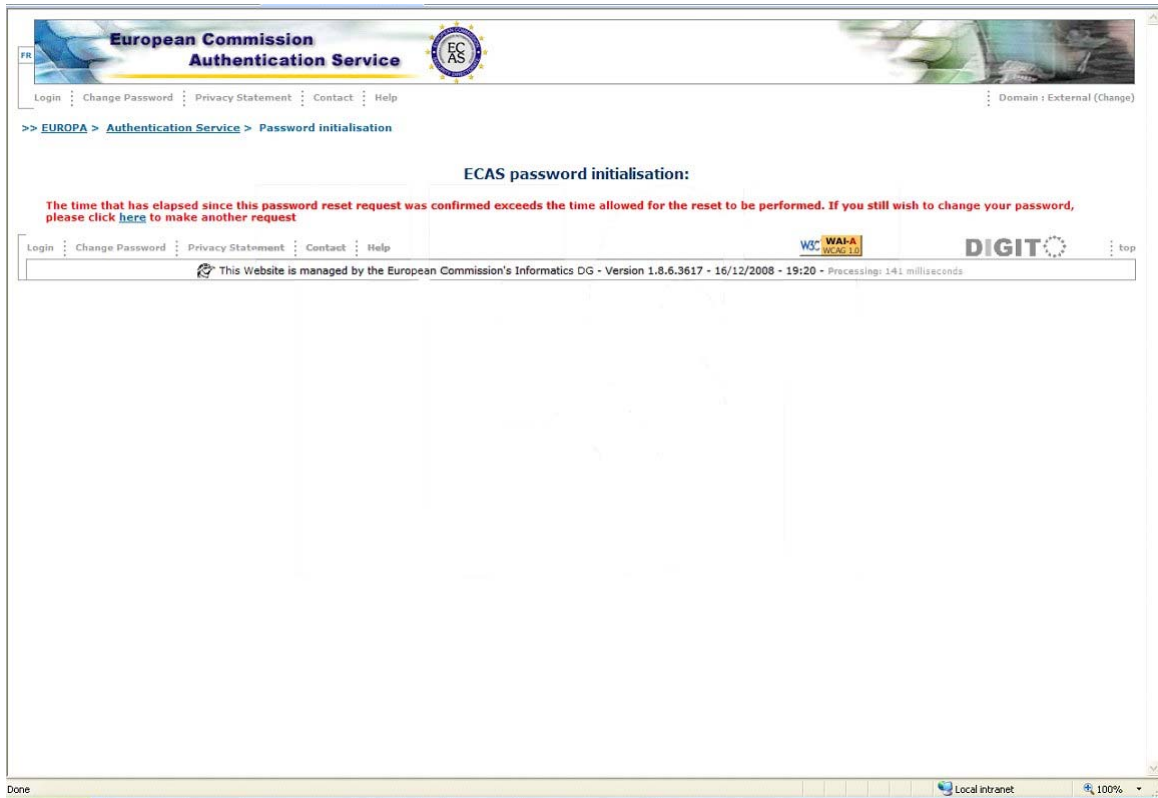 European Commission
Authentication Service
EC
AS
FR
Login Change Password Privacy Statement Contact Help Domain : External (Change)
>> EUROPA > Authentication Service > Password initialisation
ECAS password initialisation:
The time that has elapsed since this password reset request was confirmed exceeds the time allowed for the reset to be performed. If you still wish to change your password,
please click here to make another request
Login Change Password Privacy Statement Contact Help W3C WAI-A WCAG 1.0 DIGIT top
This Website is managed by the European Commission's Informatics DG - Version 1.8.6.3617 - 16/12/2008 - 19:20 - Processing: 141 milliseconds
Done Local intranet 100%